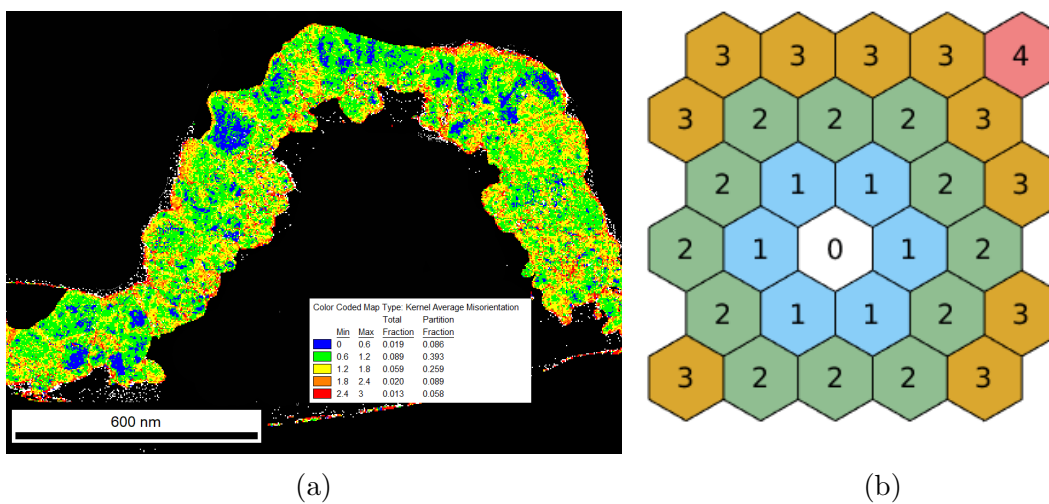 Color Coded Map Type: Kernel Average Misorientation
Total Partition
Min Max Fraction Fraction
0 0.6 0.019 0.086
0.6 1.2 0.089 0.393
1.2 1.8 0.059 0.259
1.8 2.4 0.020 0.089
2.4 3 0.013 0.058
600 nm
(a)
3 3 3 3 4
3 2 2 2 3
2 1 1 2 3
2 1 0 1 2
2 1 1 2 3
3 2 2 2 3
(b)